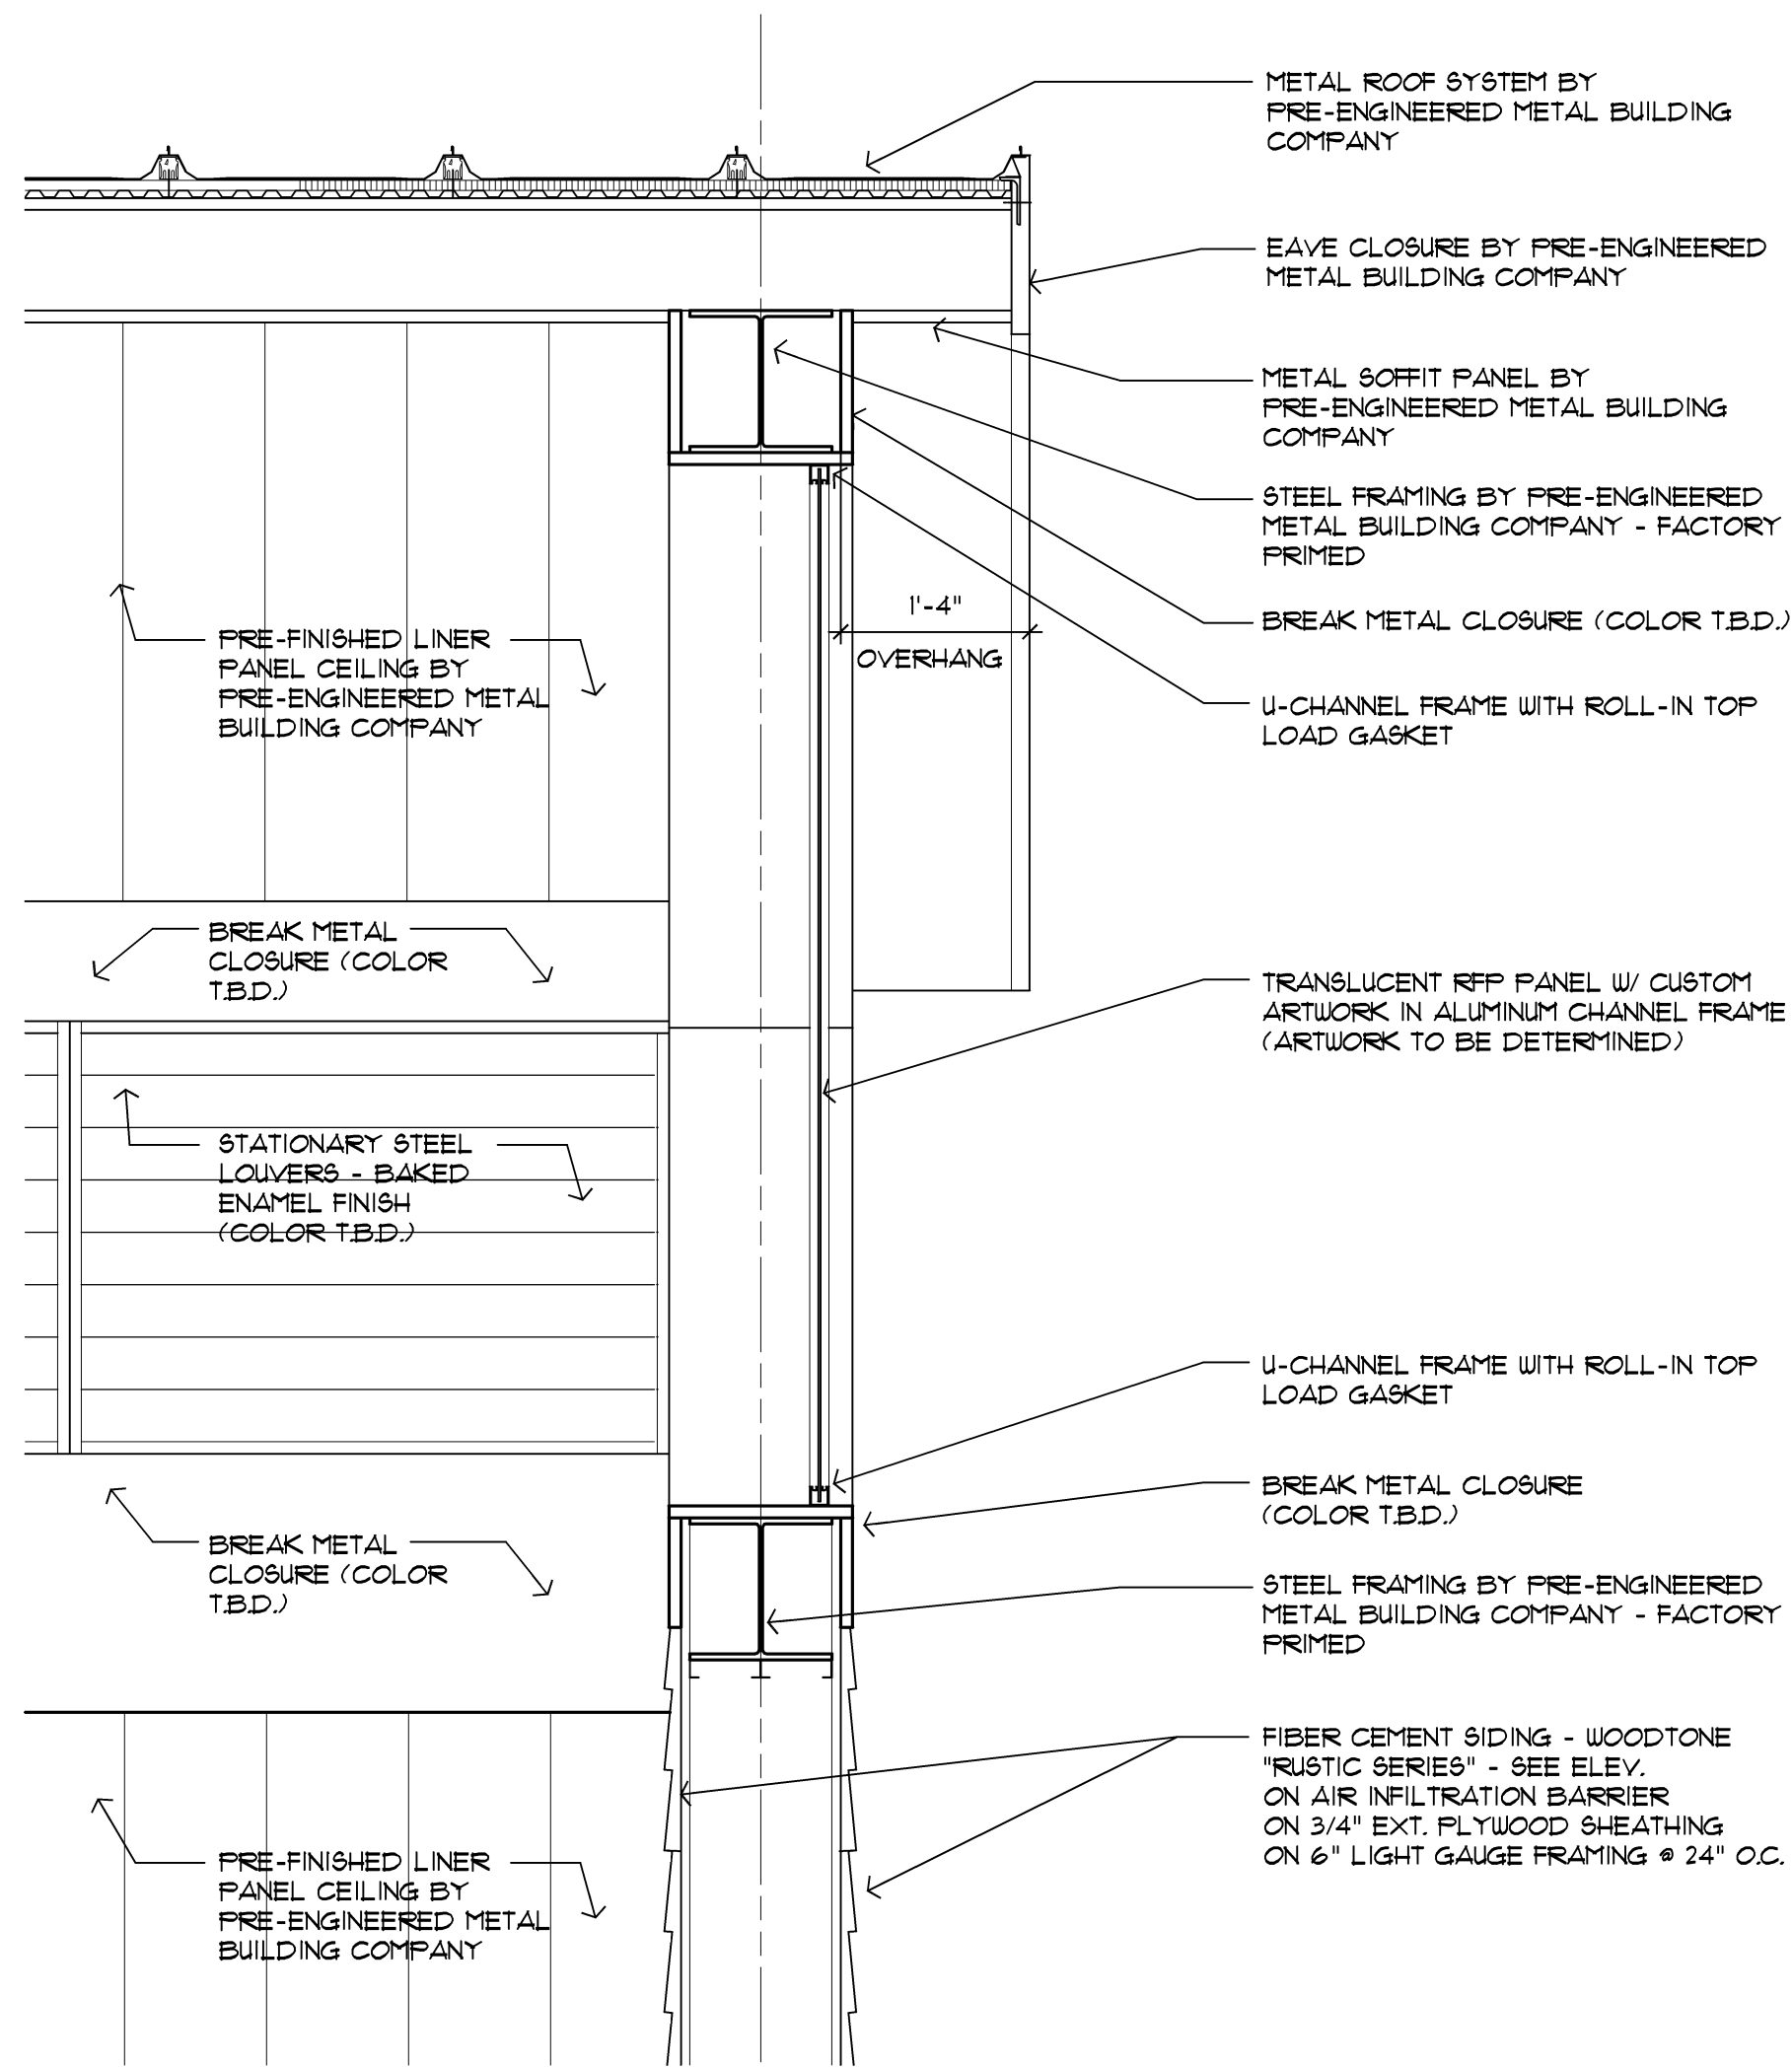 METAL ROOF SYSTEM BY
PRE-ENGINEERED METAL BUILDING
COMPANY
EAVE CLOSURE BY PRE-ENGINEERED
METAL BUILDING COMPANY
METAL SOFFIT PANEL BY
PRE-ENGINEERED METAL BUILDING
COMPANY
STEEL FRAMING BY PRE-ENGINEERED
METAL BUILDING COMPANY - FACTORY
PRIMED
BREAK METAL CLOSURE (COLOR T.B.D.)
1'-4"
OVERHANG
U-CHANNEL FRAME WITH ROLL-IN TOP
LOAD GASKET
PRE-FINISHED LINER
PANEL CEILING BY
PRE-ENGINEERED METAL
BUILDING COMPANY
BREAK METAL
CLOSURE (COLOR
T.B.D.)
TRANSLUCENT RFP PANEL W/ CUSTOM
ARTWORK IN ALUMINUM CHANNEL FRAME
(ARTWORK TO BE DETERMINED)
STATIONARY STEEL
LOUVERS - BAKED
ENAMEL FINISH
(COLOR T.B.D.)
U-CHANNEL FRAME WITH ROLL-IN TOP
LOAD GASKET
BREAK METAL CLOSURE
(COLOR T.B.D.)
BREAK METAL
CLOSURE (COLOR
T.B.D.)
STEEL FRAMING BY PRE-ENGINEERED
METAL BUILDING COMPANY - FACTORY
PRIMED
FIBER CEMENT SIDING - WOODTONE
"RUSTIC SERIES" - SEE ELEV.
ON AIR INFILTRATION BARRIER
ON 3/4" EXT. PLYWOOD SHEATHING
ON 6" LIGHT GAUGE FRAMING @ 24" O.C.
PRE-FINISHED LINER
PANEL CEILING BY
PRE-ENGINEERED METAL
BUILDING COMPANY